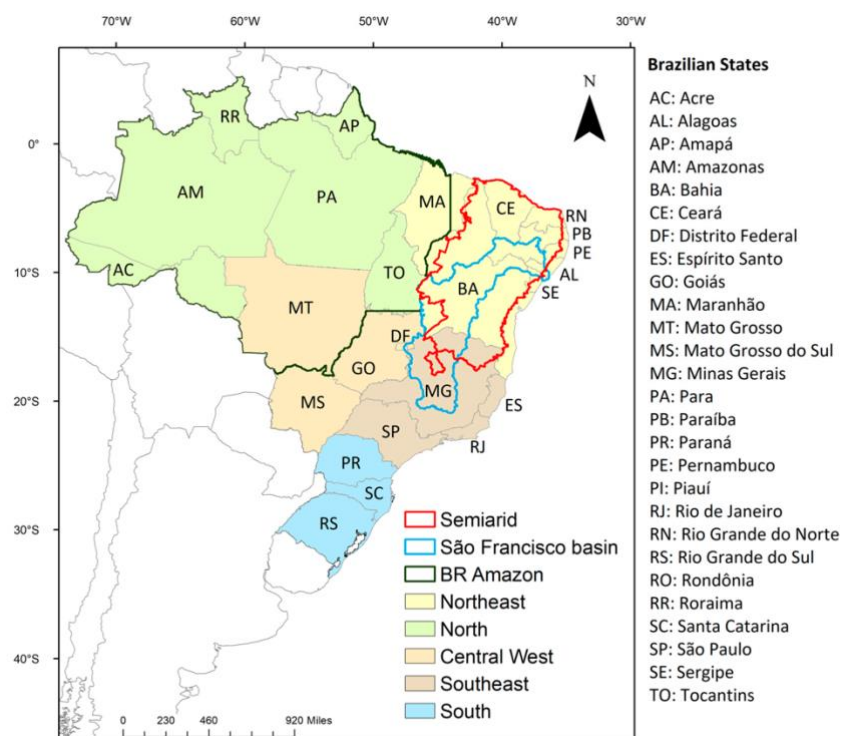 70°W 60°W 50°W 40°W 30°W
0°
10°S
20°S
30°S
40°S
N
RR
AP
AM
PA
MA
CE
RN
PB
PE
AL
SE
AC
TO
BA
MT
DF
GO
MG
ES
MS
SP
RJ
PR
SC
RS
Semiarid
São Francisco basin
BR Amazon
Northeast
North
Central West
Southeast
South
0 230 460 920 Miles
Brazilian States
AC: Acre
AL: Alagoas
AP: Amapá
AM: Amazonas
BA: Bahia
CE: Ceará
DF: Distrito Federal
ES: Espírito Santo
GO: Goiás
MA: Maranhão
MT: Mato Grosso
MS: Mato Grosso do Sul
MG: Minas Gerais
PA: Para
PB: Paraíba
PR: Paraná
PE: Pernambuco
PI: Piauí
RJ: Rio de Janeiro
RN: Rio Grande do Norte
RS: Rio Grande do Sul
RO: Rondônia
RR: Roraima
SC: Santa Catarina
SP: São Paulo
SE: Sergipe
TO: Tocantins